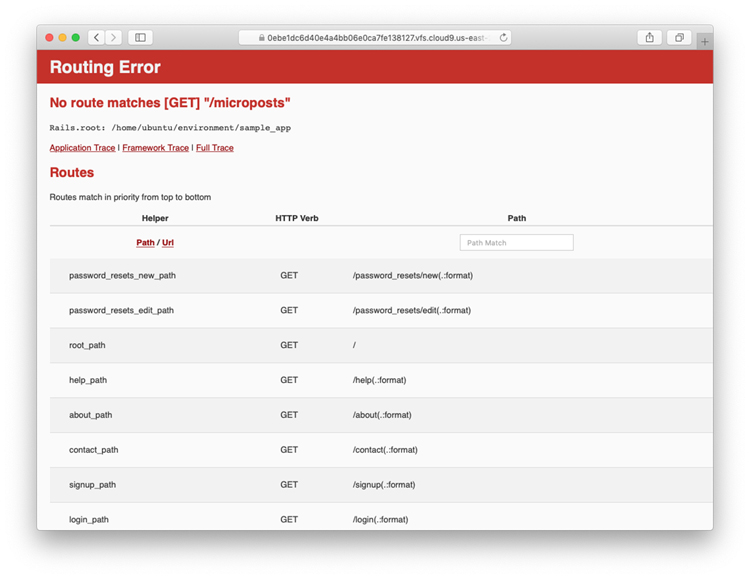 0ebe1dc6d40e4a4bb06e0ca7fe138127.vfs.cloud9.us-east-
Routing Error
No route matches [GET] "/microposts"
Rails.root: /home/ubuntu/environment/sample_app
Application Trace | Framework Trace | Full Trace
Routes
Routes match in priority from top to bottom
Helper HTTP Verb Path
Path / Url Path Match
password_resets_new_path GET /password_resets/new(.:format)
password_resets_edit_path GET /password_resets/edit(.:format)
root_path GET /
help_path GET /help(.:format)
about_path GET /about(.:format)
contact_path GET /contact(.:format)
signup_path GET /signup(.:format)
login_path GET /login(.:format)